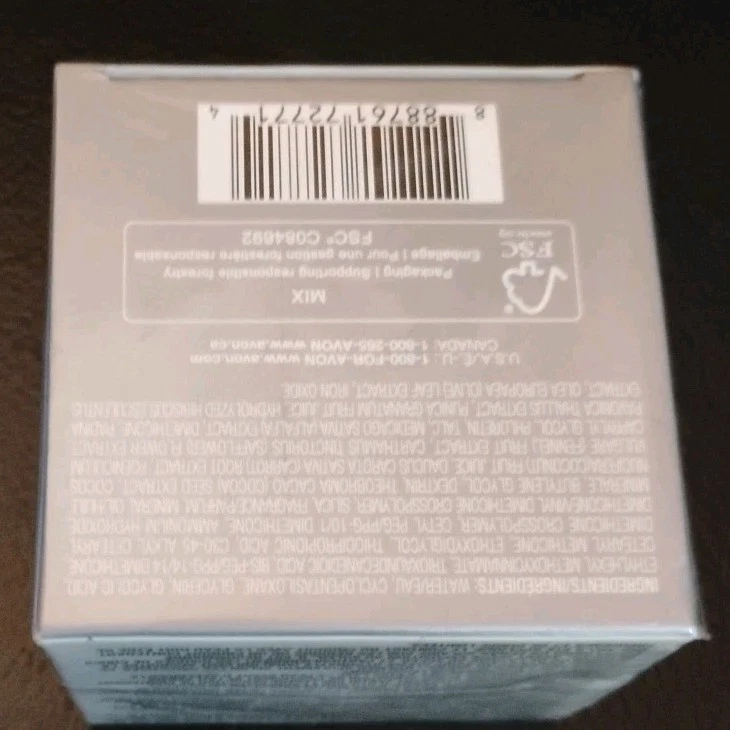 INGREDIENTS/INGRÉDIENTS: WATER/EAU, CYCLOPENTASILOXANE, GLYCERIN, GLYCOLIC ACID,
ETHYLHEXYL METHOXYCINNAMATE, TRIOXAUNDECANEDIOIC ACID, BIS-PEG/PPG-14/14 DIMETHICONE,
CETEARYL METHICONE, ETHOXYDIGLYCOL, THIODIPROPIONIC ACID, C30-45 ALKYL CETEARYL
DIMETHICONE CROSSPOLYMER, CETYL PEG/PPG-10/1 DIMETHICONE, AMMONIUM HYDROXIDE,
DIMETHICONE/VINYL DIMETHICONE CROSSPOLYMER, SILICA, FRAGRANCE/PARFUM, MINERAL OIL/HUILE
MINERALE, BUTYLENE GLYCOL, DEXTRIN, THEOBROMA CACAO (COCOA) SEED EXTRACT, COCOS
NUCIFERA (COCONUT) FRUIT JUICE, DAUCUS CAROTA SATIVA (CARROT) ROOT EXTRACT, FOENICULUM
VULGARE (FENNEL) FRUIT EXTRACT, CARTHAMUS TINCTORIUS (SAFFLOWER) FLOWER EXTRACT,
CAPRYLYL GLYCOL, PHLORETIN, TALC, MEDICAGO SATIVA (ALFALFA) EXTRACT, DIMETHICONE, PADINA
PAVONICA THALLUS EXTRACT, PUNICA GRANATUM FRUIT JUICE, HYDROLYZED HIBISCUS ESCULENTUS
EXTRACT, OLEA EUROPAEA (OLIVE) LEAF EXTRACT, IRON OXIDE
U.S.A./E.-U.: 1-800-FOR-AVON www.avon.com
CANADA: 1-800-265-AVON www.avon.ca
MIX
Packaging | Supporting responsible forestry
Emballage | Pour une gestion forestière responsable
FSC® C084692
FSC
www.fsc.org
8 88761 72771 4